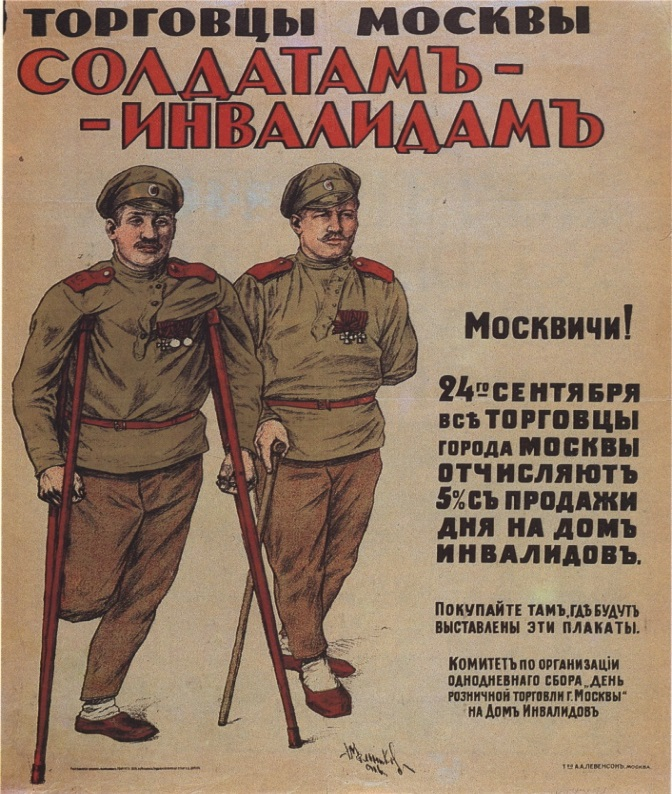 ТОРГОВЦЫ МОСКВЫ
СОЛДАТАМЪ-
-ИНВАЛИДАМЪ
Москвичи!
24го СЕНТЯБРЯ
ВСѢ ТОРГОВЦЫ
ГОРОДА МОСКВЫ
ОТЧИСЛЯЮТЪ
5% СЪ ПРОДАЖИ
ДНЯ НА ДОМЪ
ИНВАЛИДОВЪ.
Покупайте тамъ, гдѣ будутъ
выставлены эти плакаты.
Комитетъ по организацiи
однодневнаго сбора „день
розничной торговли г. Москвы"
на Домъ Инвалидовъ
Т-во А.А. ЛЕВЕНСОНЪ, МОСКВА.